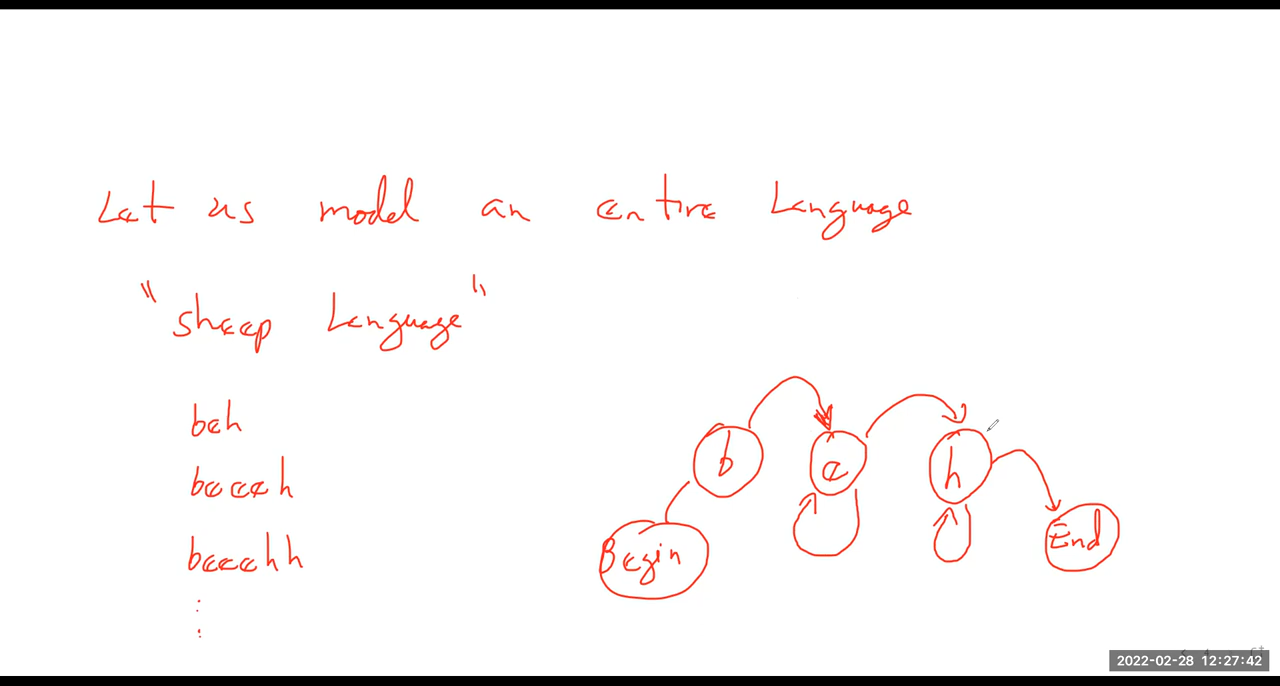 Let us model an entire Language
"sheep Language"
beh
beeeh
beeehh
b e h
Begin End
2022-02-28 12:27:42